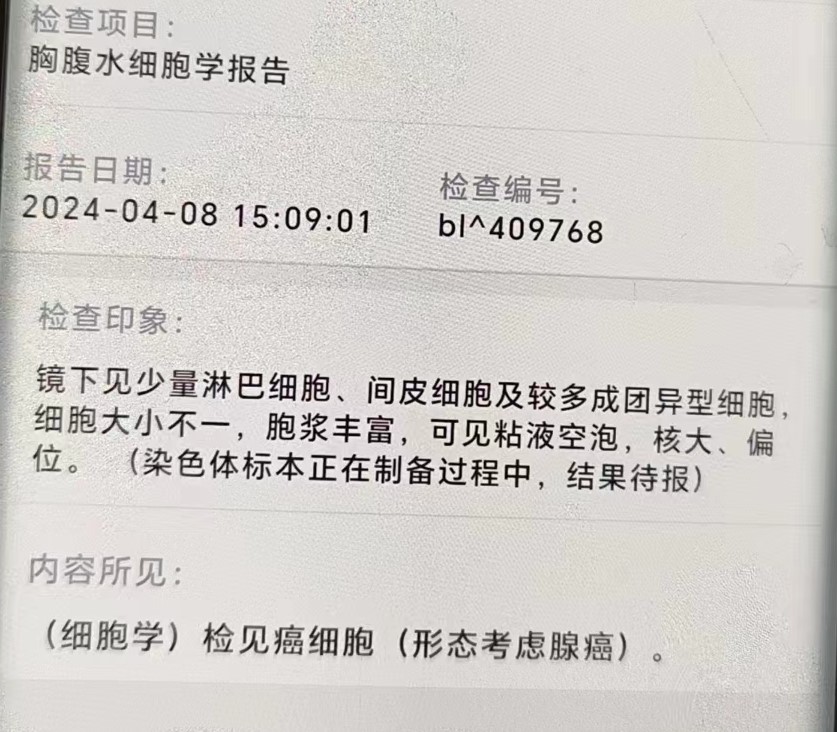 检查项目：
胸腹水细胞学报告
报告日期：
2024-04-08 15:09:01
检查编号：
bl^409768
检查印象：
镜下见少量淋巴细胞、间皮细胞及较多成团异型细胞，
细胞大小不一，胞浆丰富，可见粘液空泡，核大、偏
位。（染色体标本正在制备过程中，结果待报）
内容所见：
（细胞学）检见癌细胞（形态考虑腺癌）。